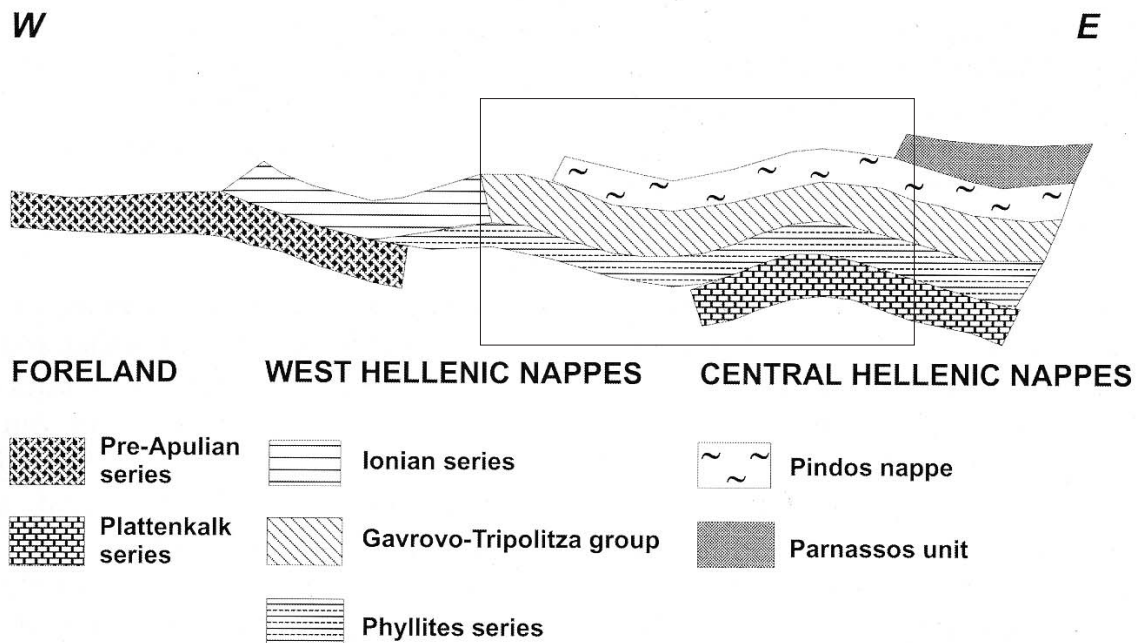 W
E
FORELAND
WEST HELLENIC NAPPES
CENTRAL HELLENIC NAPPES
Pre-Apulian
series
Ionian series
Pindos nappe
Plattenkalk
series
Gavrovo-Tripolitza group
Parnassos unit
Phyllites series